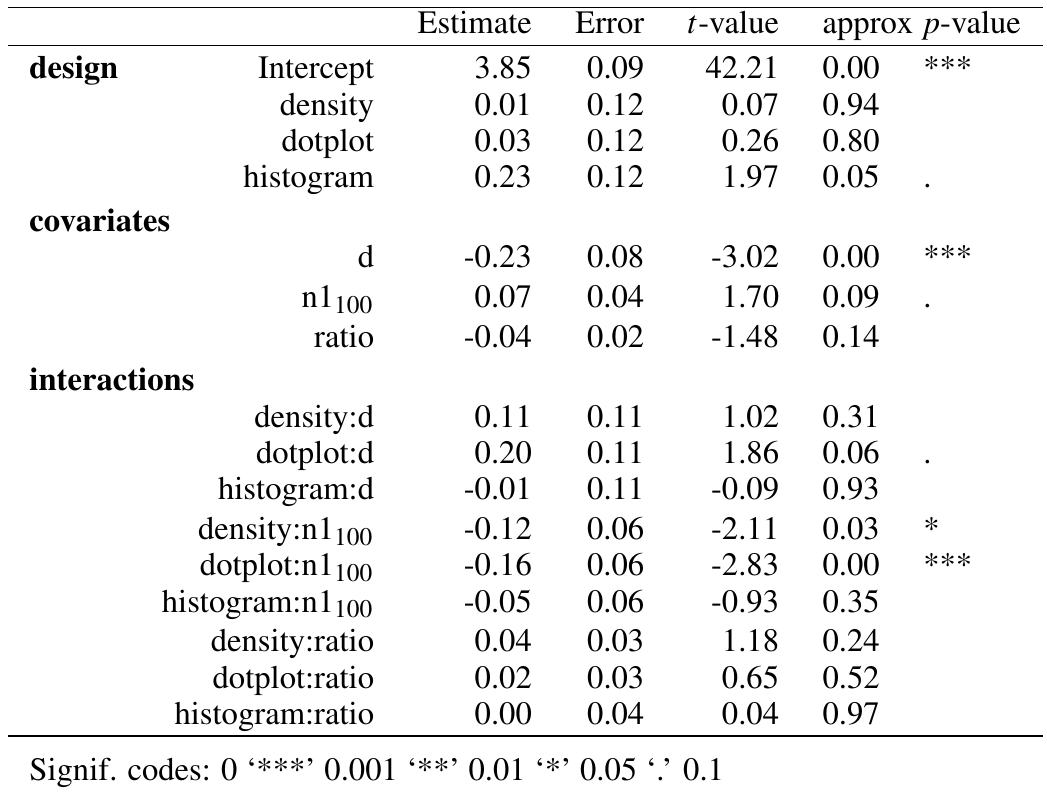 Estimate Error t-value approx p-value
design Intercept 3.85 0.09 42.21 0.00 ***
density 0.01 0.12 0.07 0.94
dotplot 0.03 0.12 0.26 0.80
histogram 0.23 0.12 1.97 0.05 .
covariates
d -0.23 0.08 -3.02 0.00 ***
n1₁₀₀ 0.07 0.04 1.70 0.09 .
ratio -0.04 0.02 -1.48 0.14
interactions
density:d 0.11 0.11 1.02 0.31
dotplot:d 0.20 0.11 1.86 0.06 .
histogram:d -0.01 0.11 -0.09 0.93
density:n1₁₀₀ -0.12 0.06 -2.11 0.03 *
dotplot:n1₁₀₀ -0.16 0.06 -2.83 0.00 ***
histogram:n1₁₀₀ -0.05 0.06 -0.93 0.35
density:ratio 0.04 0.03 1.18 0.24
dotplot:ratio 0.02 0.03 0.65 0.52
histogram:ratio 0.00 0.04 0.04 0.97
Signif. codes: 0 ‘***’ 0.001 ‘**’ 0.01 ‘*’ 0.05 ‘.’ 0.1